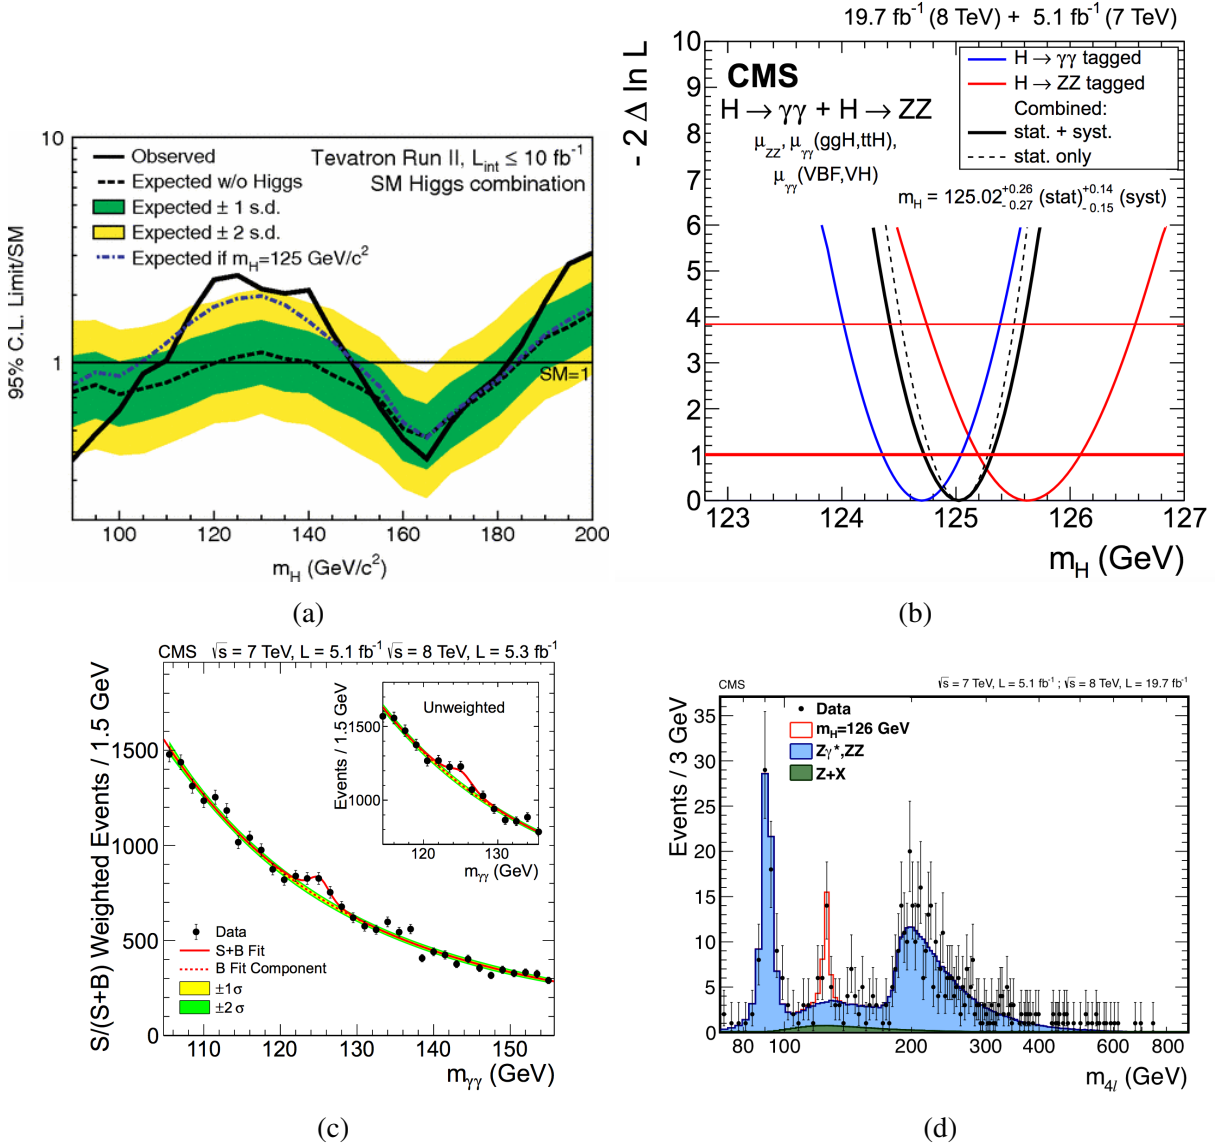 10
Observed
Expected w/o Higgs
Expected ± 1 s.d.
Expected ± 2 s.d.
Expected if m_H=125 GeV/c²
Tevatron Run II, L_int ≤ 10 fb⁻¹
SM Higgs combination
1
SM=1
95% C.L. Limit/SM
100 120 140 160 180 200
m_H (GeV/c²)
(a)
19.7 fb⁻¹ (8 TeV) + 5.1 fb⁻¹ (7 TeV)
- 2 Δ ln L
10
9
8
7
6
5
4
3
2
1
0
CMS
H → γγ + H → ZZ
μ_ZZ, μ_γγ(ggH,ttH),
μ_γγ(VBF,VH)
H → γγ tagged
H → ZZ tagged
Combined:
stat. + syst.
stat. only
m_H = 125.02 +0.26 - 0.27 (stat) +0.14 - 0.15 (syst)
123 124 125 126 127
m_H (GeV)
(b)
CMS √s = 7 TeV, L = 5.1 fb⁻¹ √s = 8 TeV, L = 5.3 fb⁻¹
S/(S+B) Weighted Events / 1.5 GeV
1500
1000
500
0
Unweighted
Events / 1.5 GeV
1500
1000
120 130
m_γγ (GeV)
Data
S+B Fit
B Fit Component
±1σ
±2 σ
110 120 130 140 150
m_γγ (GeV)
(c)
CMS √s = 7 TeV, L = 5.1 fb⁻¹ ; √s = 8 TeV, L = 19.7 fb⁻¹
Events / 3 GeV
35
30
25
20
15
10
5
0
Data
m_H=126 GeV
Zγ*,ZZ
Z+X
80 100 200 300 400 600 800
m_4l (GeV)
(d)